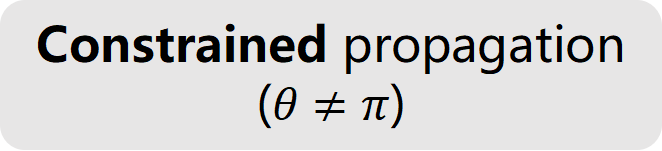 Constrained propagation
(𝜃 ≠ 𝜋)